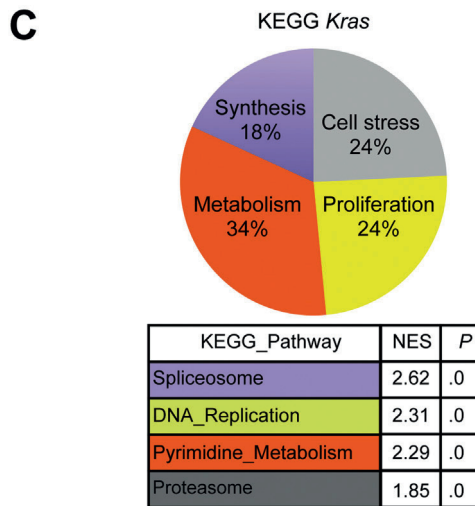 C
KEGG Kras
Synthesis
18%
Cell stress
24%
Metabolism
34%
Proliferation
24%
KEGG_Pathway NES P
Spliceosome 2.62 .0
DNA_Replication 2.31 .0
Pyrimidine_Metabolism 2.29 .0
Proteasome 1.85 .0